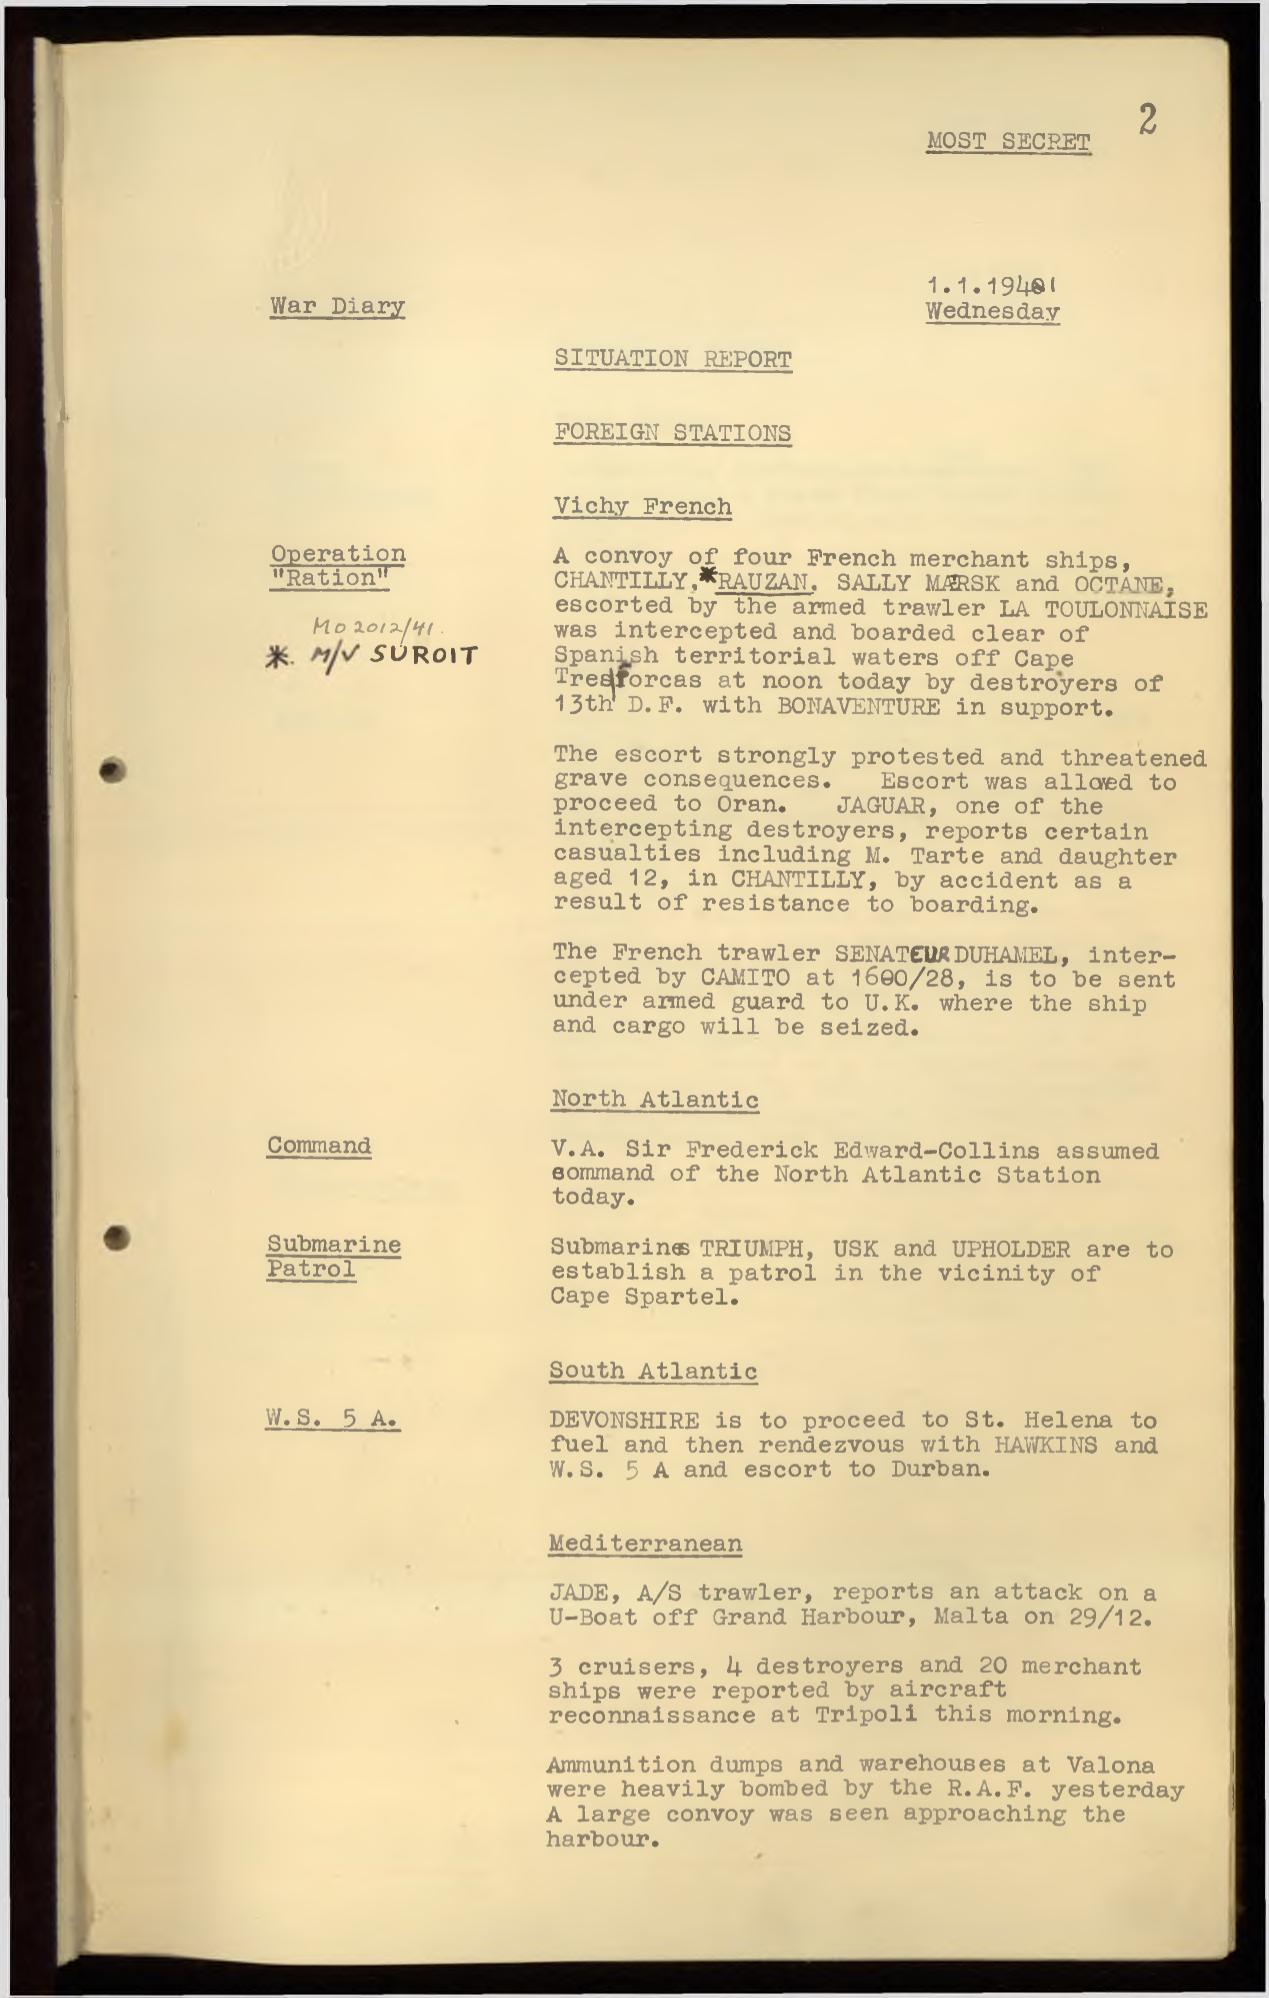 2
MOST SECRET
1.1.1941
War Diary
Wednesday
SITUATION REPORT
FOREIGN STATIONS
Vichy French
Operation
"Ration"
MO 2012/41.
*. M/V SUROIT
A convoy of four French merchant ships,
CHANTILLY,*RAUZAN. SALLY MÆRSK and OCTANE,
escorted by the armed trawler LA TOULONNAISE
was intercepted and boarded clear of
Spanish territorial waters off Cape
Tres Forcas at noon today by destroyers of
13th D.F. with BONAVENTURE in support.
The escort strongly protested and threatened
grave consequences. Escort was allowed to
proceed to Oran. JAGUAR, one of the
intercepting destroyers, reports certain
casualties including M. Tarte and daughter
aged 12, in CHANTILLY, by accident as a
result of resistance to boarding.
The French trawler SENATEUR DUHAMEL, inter-
cepted by CAMITO at 1600/28, is to be sent
under armed guard to U.K. where the ship
and cargo will be seized.
North Atlantic
Command
V.A. Sir Frederick Edward-Collins assumed
command of the North Atlantic Station
today.
Submarine
Patrol
Submarines TRIUMPH, USK and UPHOLDER are to
establish a patrol in the vicinity of
Cape Spartel.
South Atlantic
W.S. 5 A.
DEVONSHIRE is to proceed to St. Helena to
fuel and then rendezvous with HAWKINS and
W.S. 5 A and escort to Durban.
Mediterranean
JADE, A/S trawler, reports an attack on a
U-Boat off Grand Harbour, Malta on 29/12.
3 cruisers, 4 destroyers and 20 merchant
ships were reported by aircraft
reconnaissance at Tripoli this morning.
Ammunition dumps and warehouses at Valona
were heavily bombed by the R.A.F. yesterday
A large convoy was seen approaching the
harbour.